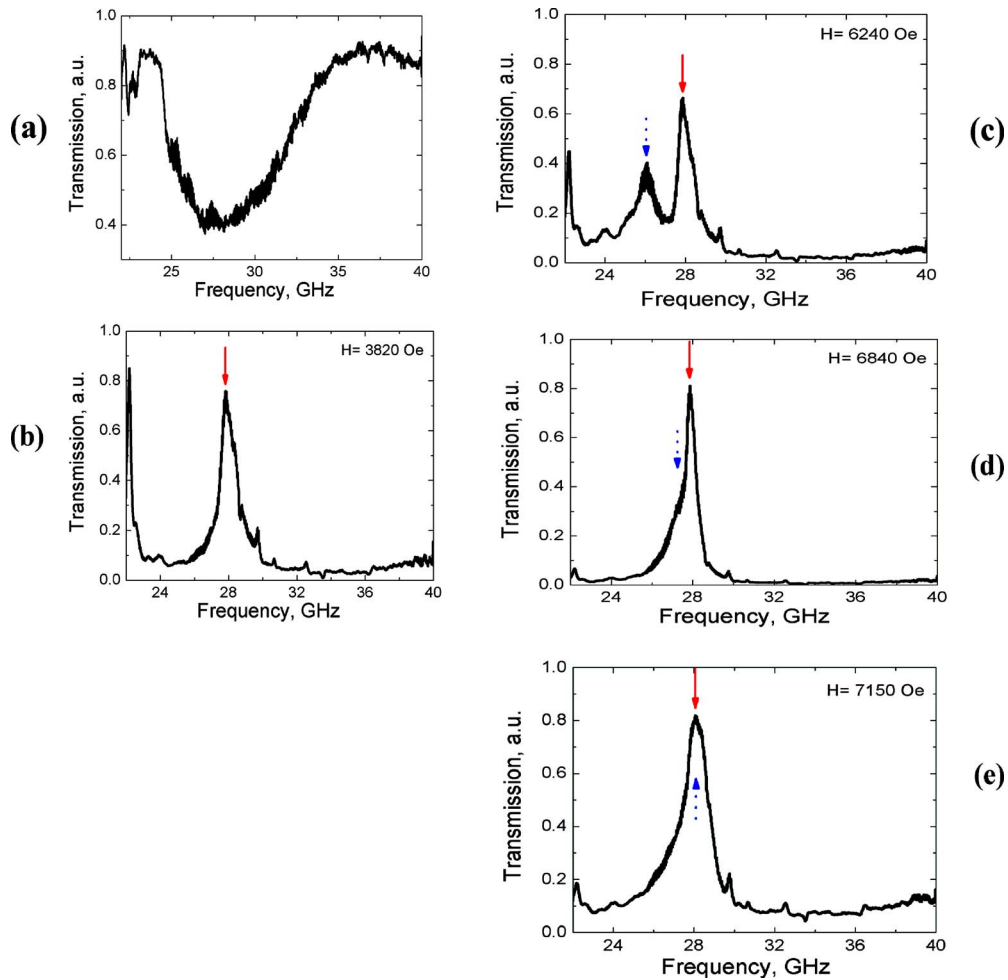 (a)
Transmission, a.u.
1.0
0.8
0.6
0.4
25 30 35 40
Frequency, GHz
(b)
H= 3820 Oe
Transmission, a.u.
1.0
0.8
0.6
0.4
0.2
0.0
24 28 32 36 40
Frequency, GHz
(c)
H= 6240 Oe
Transmission, a.u.
1.0
0.8
0.6
0.4
0.2
0.0
24 28 32 36 40
Frequency, GHz
(d)
H= 6840 Oe
Transmission, a.u.
1.0
0.8
0.6
0.4
0.2
0.0
24 28 32 36 40
Frequency, GHz
(e)
H= 7150 Oe
Transmission, a.u.
1.0
0.8
0.6
0.4
0.2
0.0
24 28 32 36 40
Frequency, GHz